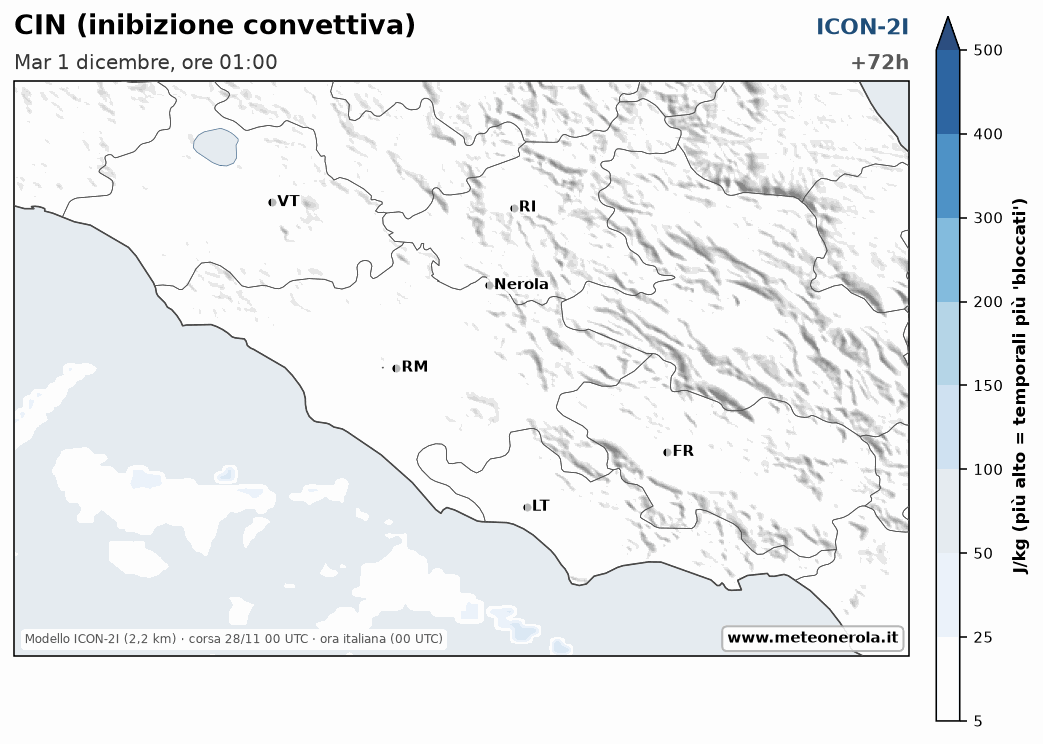 CIN (inibizione convettiva)
ICON-2I
Mar 1 dicembre, ore 01:00
+72h
VT
RI
Nerola
RM
FR
LT
Modello ICON-2I (2,2 km) · corsa 28/11 00 UTC · ora italiana (00 UTC)
www.meteonerola.it
500
400
300
200
150
100
50
25
5
J/kg (più alto = temporali più 'bloccati')